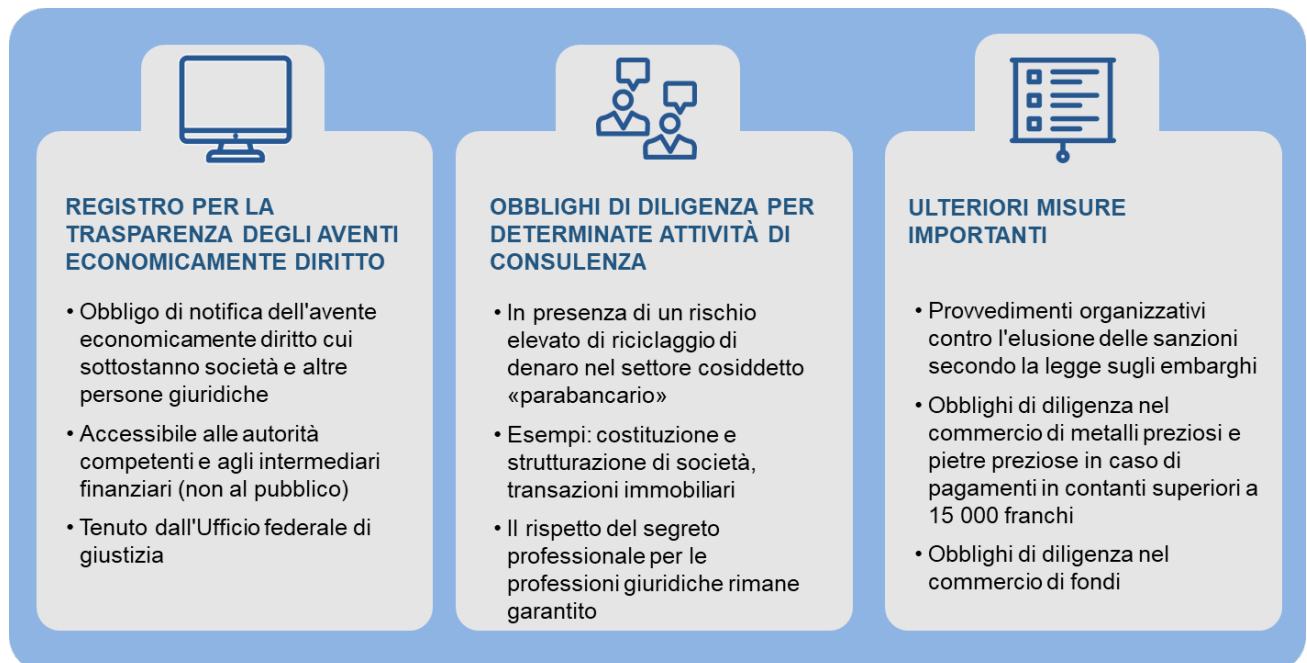 REGISTRO PER LA
TRASPARENZA DEGLI AVENTI
ECONOMICAMENTE DIRITTO
• Obbligo di notifica dell'avente
economicamente diritto cui
sottostanno società e altre
persone giuridiche
• Accessibile alle autorità
competenti e agli intermediari
finanziari (non al pubblico)
• Tenuto dall'Ufficio federale di
giustizia
OBBLIGHI DI DILIGENZA PER
DETERMINATE ATTIVITÀ DI
CONSULENZA
• In presenza di un rischio
elevato di riciclaggio di
denaro nel settore cosiddetto
«parabancario»
• Esempi: costituzione e
strutturazione di società,
transazioni immobiliari
• Il rispetto del segreto
professionale per le
professioni giuridiche rimane
garantito
ULTERIORI MISURE
IMPORTANTI
• Provvedimenti organizzativi
contro l'elusione delle sanzioni
secondo la legge sugli embarghi
• Obblighi di diligenza nel
commercio di metalli preziosi e
pietre preziose in caso di
pagamenti in contanti superiori a
15 000 franchi
• Obblighi di diligenza nel
commercio di fondi